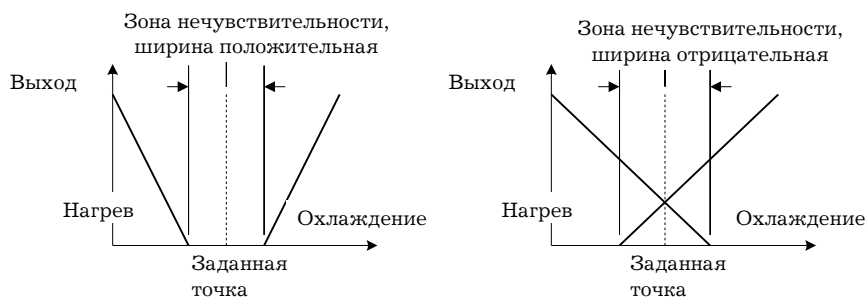 Зона нечувствительности,
ширина положительная
Выход
Нагрев
Охлаждение
Заданная
точка
Зона нечувствительности,
ширина отрицательная
Выход
Нагрев
Охлаждение
Заданная
точка